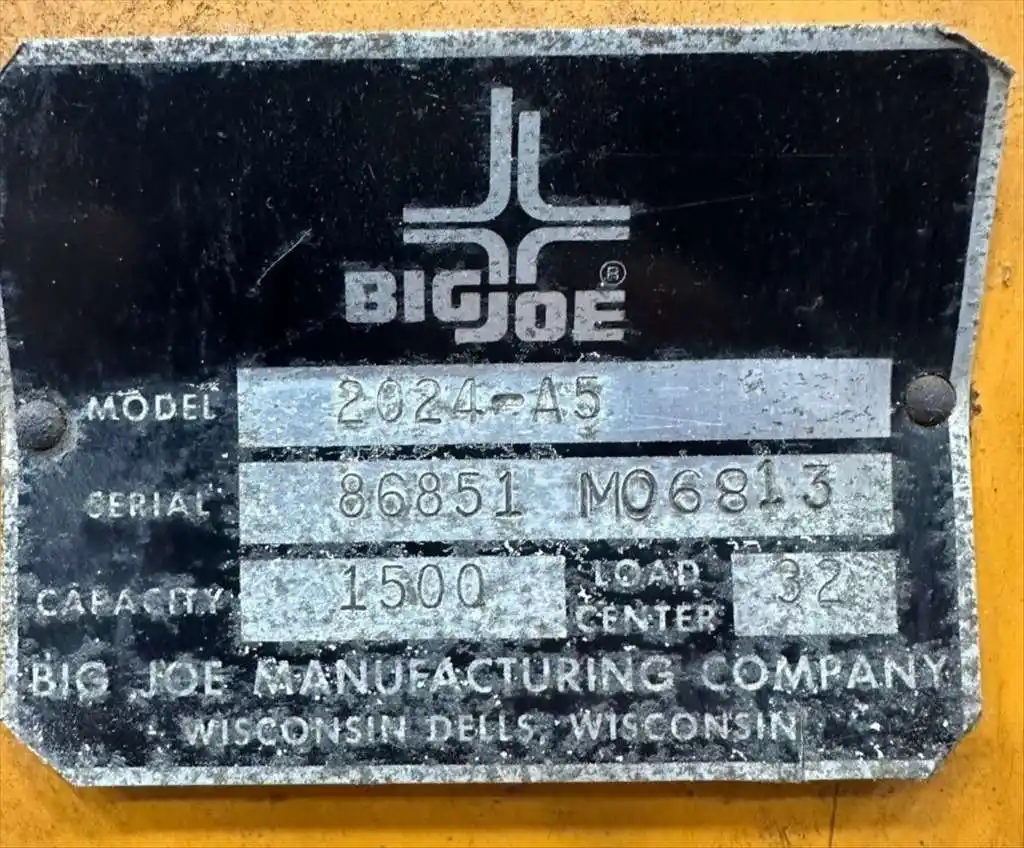 BIG JOE ®
MODEL 2024-A5
SERIAL 86851 M06813
CAPACITY 1500 LOAD CENTER 32
BIG JOE MANUFACTURING COMPANY
WISCONSIN DELLS, WISCONSIN